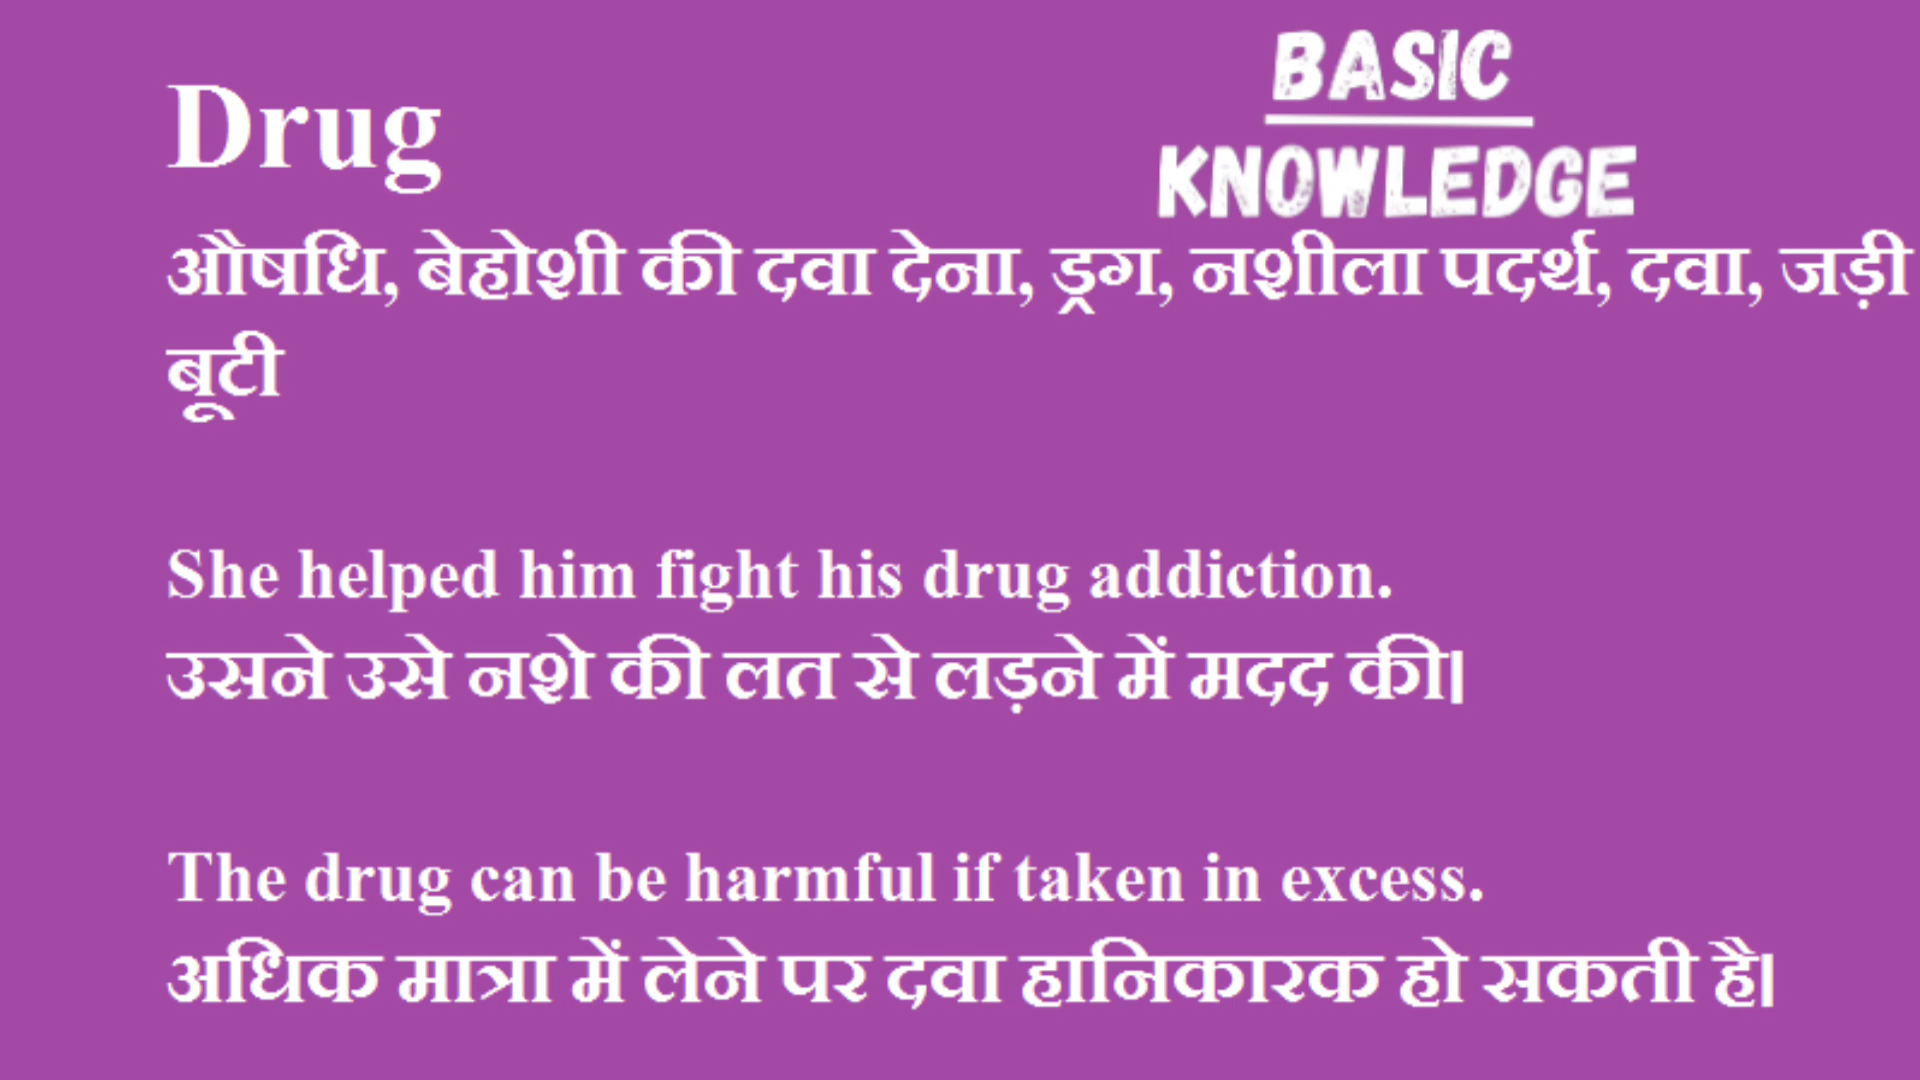 BASIC
KNOWLEDGE
Drug
औषधि, बेहोशी की दवा देना, ड्रग, नशीला पदर्थ, दवा, जड़ी
बूटी
She helped him fight his drug addiction.
उसने उसे नशे की लत से लड़ने में मदद की।
The drug can be harmful if taken in excess.
अधिक मात्रा में लेने पर दवा हानिकारक हो सकती है।